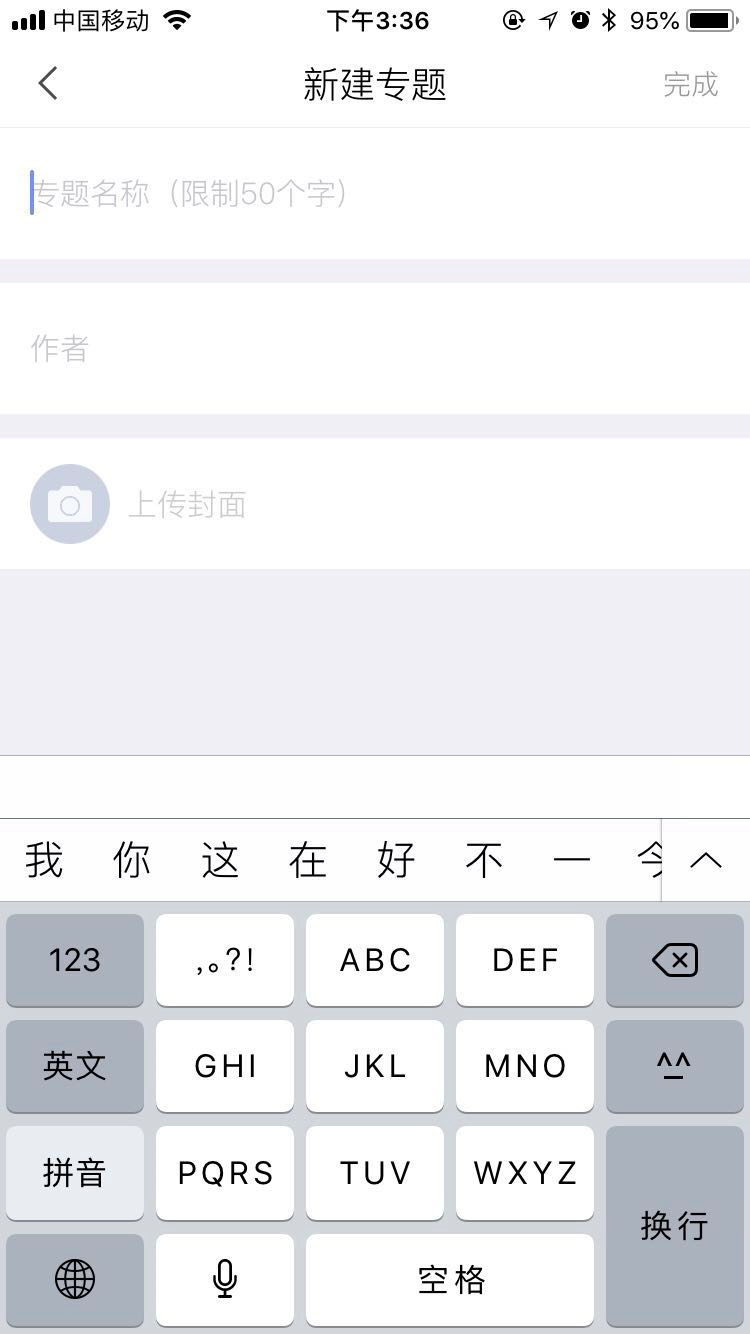 中国移动 下午3:36 95%
新建专题 完成
专题名称（限制50个字）
作者
上传封面
我 你 这 在 好 不 一
123 ,。?! ABC DEF
英文 GHI JKL MNO ^^
拼音 PQRS TUV WXYZ
换行
空格